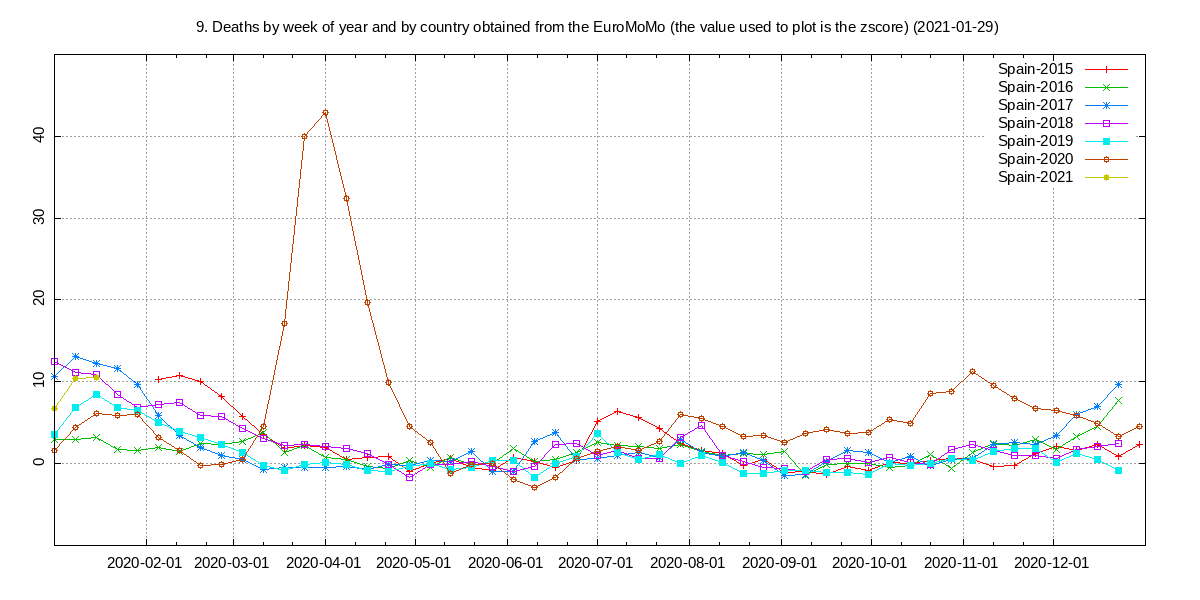 9. Deaths by week of year and by country obtained from the EuroMoMo (the value used to plot is the zscore) (2021-01-29)
Spain-2015
Spain-2016
Spain-2017
Spain-2018
Spain-2019
Spain-2020
Spain-2021
40
30
20
10
0
2020-02-01 2020-03-01 2020-04-01 2020-05-01 2020-06-01 2020-07-01 2020-08-01 2020-09-01 2020-10-01 2020-11-01 2020-12-01